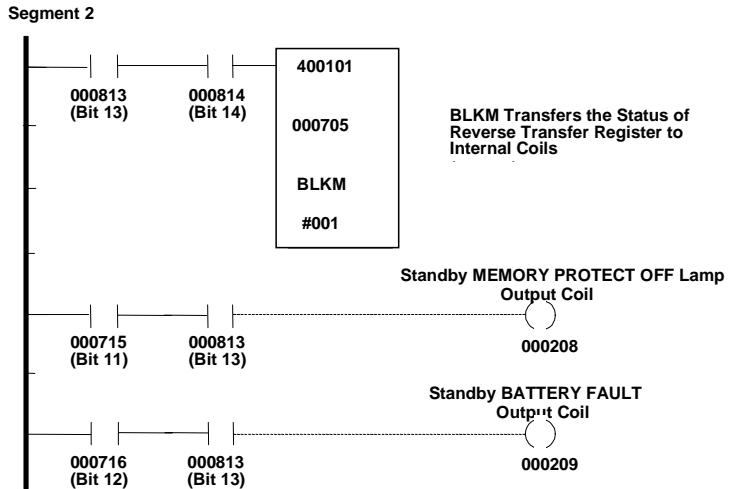 Segment 2
400101
000813
(Bit 13)
000814
(Bit 14)
000705
BLKM
#001
BLKM Transfers the Status of
Reverse Transfer Register to
Internal Coils
Standby MEMORY PROTECT OFF Lamp
Output Coil
000715
(Bit 11)
000813
(Bit 13)
000208
Standby BATTERY FAULT
Output Coil
000716
(Bit 12)
000813
(Bit 13)
000209